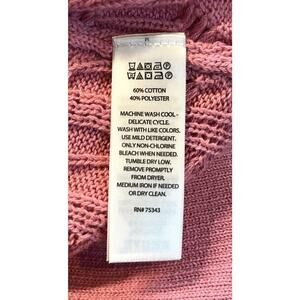 60% COTTON
40% POLYESTER
MACHINE WASH COOL -
DELICATE CYCLE.
WASH WITH LIKE COLORS.
USE MILD DETERGENT.
ONLY NON-CHLORINE
BLEACH WHEN NEEDED.
TUMBLE DRY LOW.
REMOVE PROMPTLY
FROM DRYER.
MEDIUM IRON IF NEEDED
OR DRY CLEAN.
RN# 75343